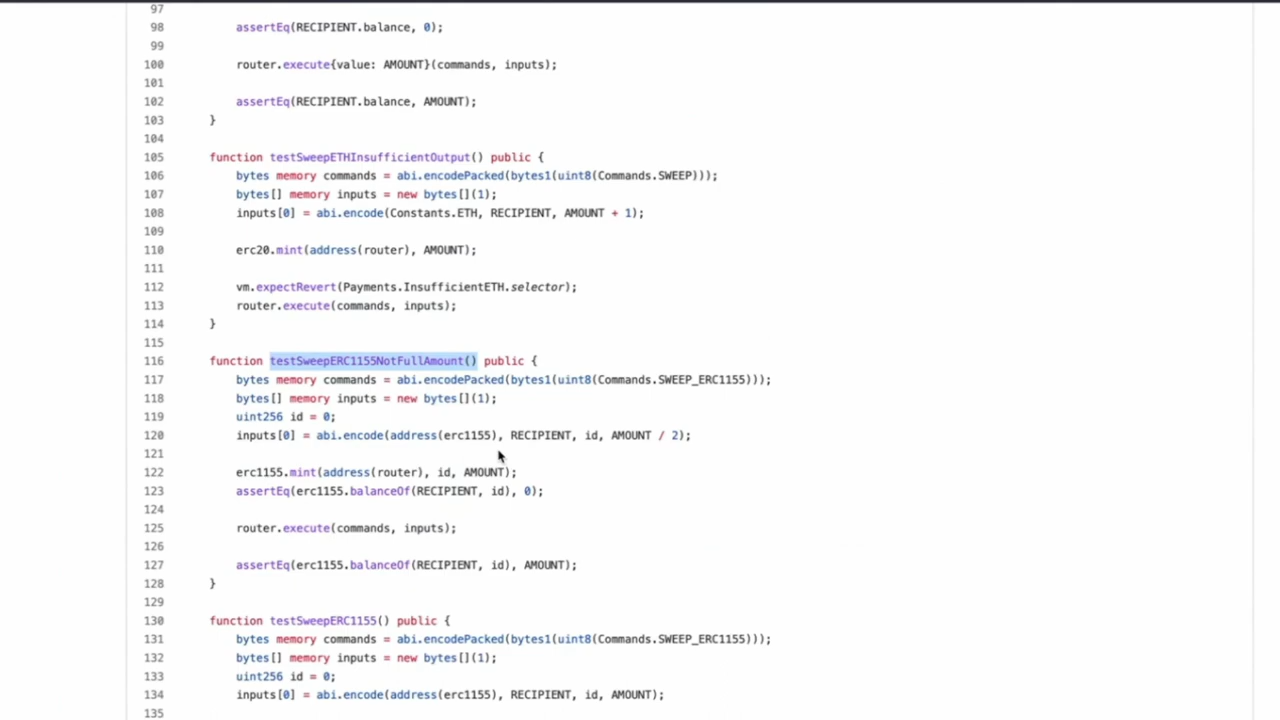 97
98 assertEq(RECIPIENT.balance, 0);
99
100 router.execute{value: AMOUNT}(commands, inputs);
101
102 assertEq(RECIPIENT.balance, AMOUNT);
103 }
104
105 function testSweepETHInsufficientOutput() public {
106 bytes memory commands = abi.encodePacked(bytes1(uint8(Commands.SWEEP)));
107 bytes[] memory inputs = new bytes[](1);
108 inputs[0] = abi.encode(Constants.ETH, RECIPIENT, AMOUNT + 1);
109
110 erc20.mint(address(router), AMOUNT);
111
112 vm.expectRevert(Payments.InsufficientETH.selector);
113 router.execute(commands, inputs);
114 }
115
116 function testSweepERC1155NotFullAmount() public {
117 bytes memory commands = abi.encodePacked(bytes1(uint8(Commands.SWEEP_ERC1155)));
118 bytes[] memory inputs = new bytes[](1);
119 uint256 id = 0;
120 inputs[0] = abi.encode(address(erc1155), RECIPIENT, id, AMOUNT / 2);
121
122 erc1155.mint(address(router), id, AMOUNT);
123 assertEq(erc1155.balanceOf(RECIPIENT, id), 0);
124
125 router.execute(commands, inputs);
126
127 assertEq(erc1155.balanceOf(RECIPIENT, id), AMOUNT);
128 }
129
130 function testSweepERC1155() public {
131 bytes memory commands = abi.encodePacked(bytes1(uint8(Commands.SWEEP_ERC1155)));
132 bytes[] memory inputs = new bytes[](1);
133 uint256 id = 0;
134 inputs[0] = abi.encode(address(erc1155), RECIPIENT, id, AMOUNT);
135